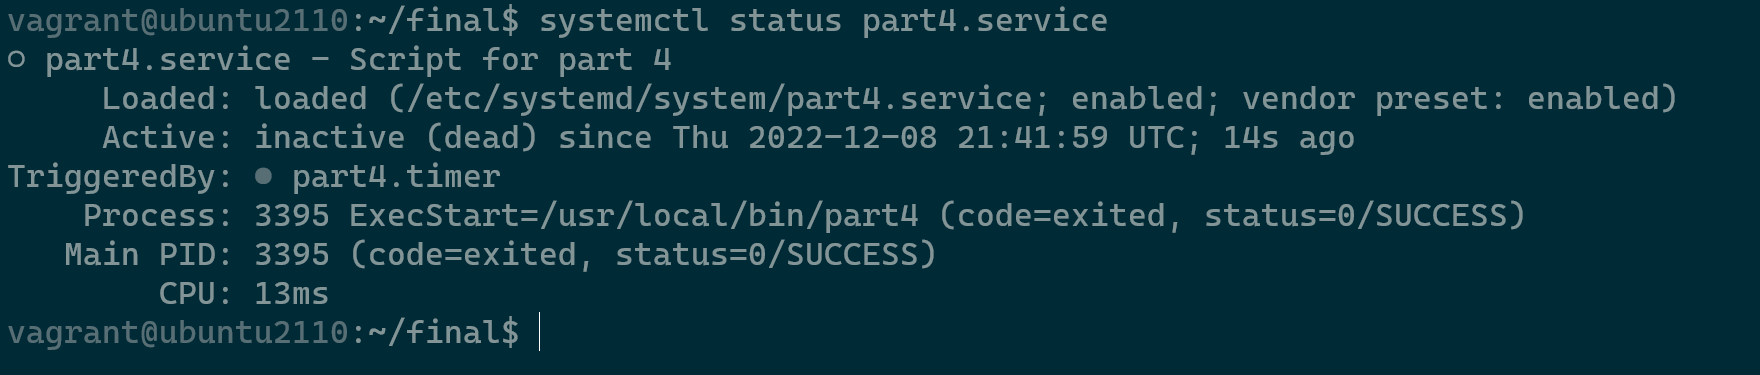 vagrant@ubuntu2110:~/final$ systemctl status part4.service
○ part4.service - Script for part 4
     Loaded: loaded (/etc/systemd/system/part4.service; enabled; vendor preset: enabled)
     Active: inactive (dead) since Thu 2022-12-08 21:41:59 UTC; 14s ago
TriggeredBy: ● part4.timer
    Process: 3395 ExecStart=/usr/local/bin/part4 (code=exited, status=0/SUCCESS)
   Main PID: 3395 (code=exited, status=0/SUCCESS)
        CPU: 13ms
vagrant@ubuntu2110:~/final$